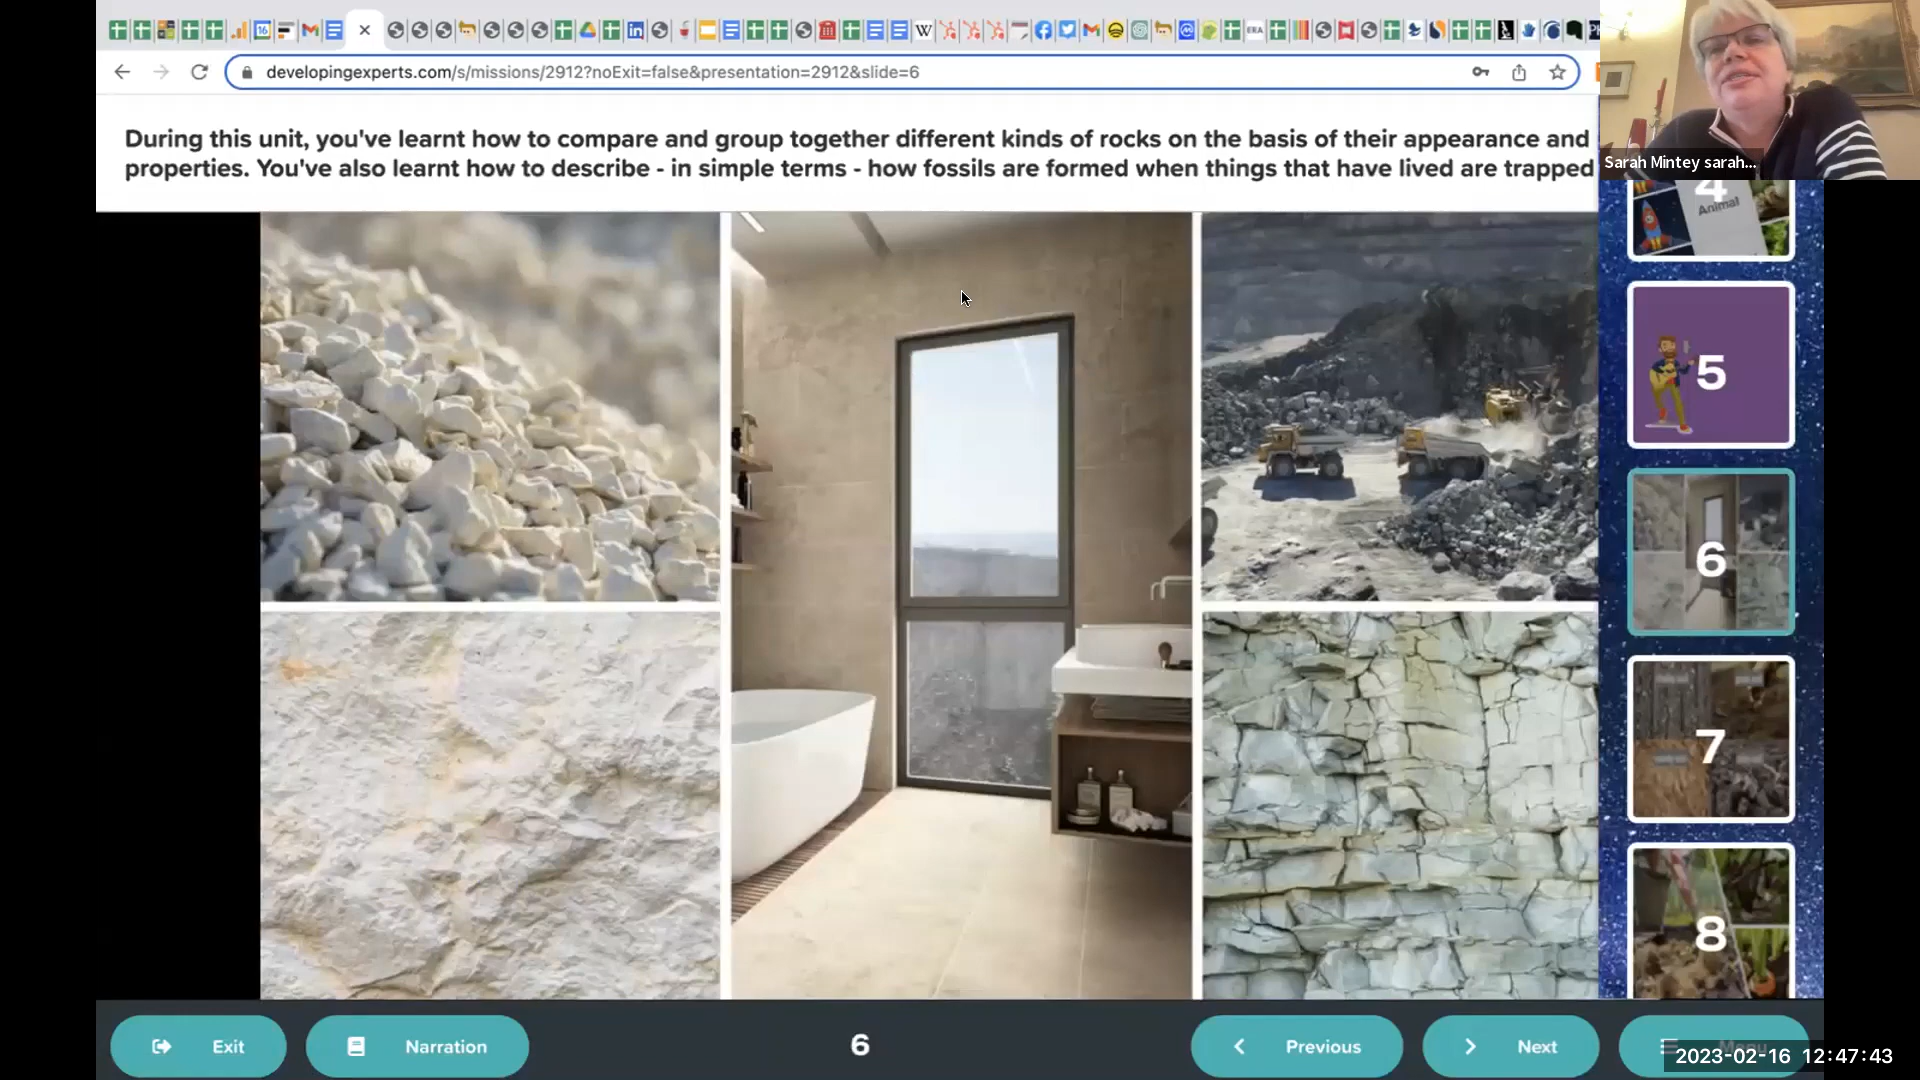 developingexperts.com/s/missions/2912?noExit=false&presentation=2912&slide=6
During this unit, you've learnt how to compare and group together different kinds of rocks on the basis of their appearance and
properties. You've also learnt how to describe - in simple terms - how fossils are formed when things that have lived are trapped
Sarah Mintey sarah...
4
Animal
5
6
7
8
Exit
Narration
6
Previous
Next
2023-02-16 12:47:43